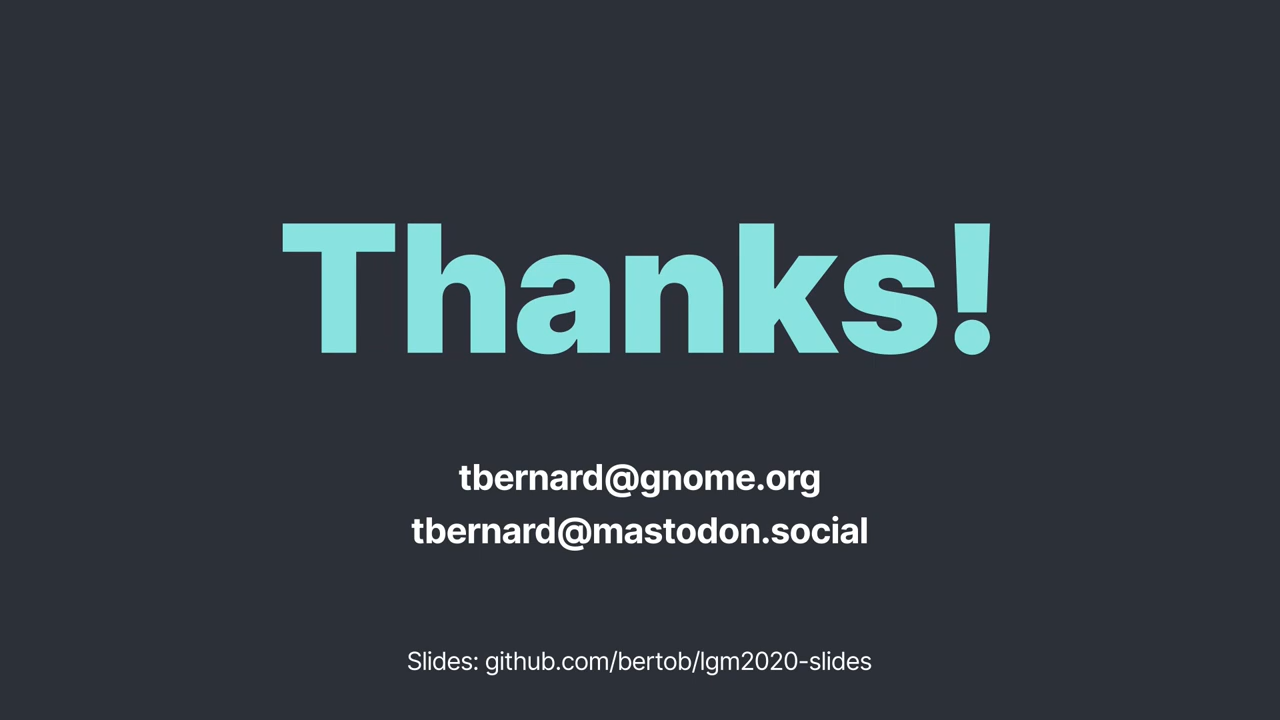 Thanks!
tbernard@gnome.org
tbernard@mastodon.social
Slides: github.com/bertob/lgm2020-slides